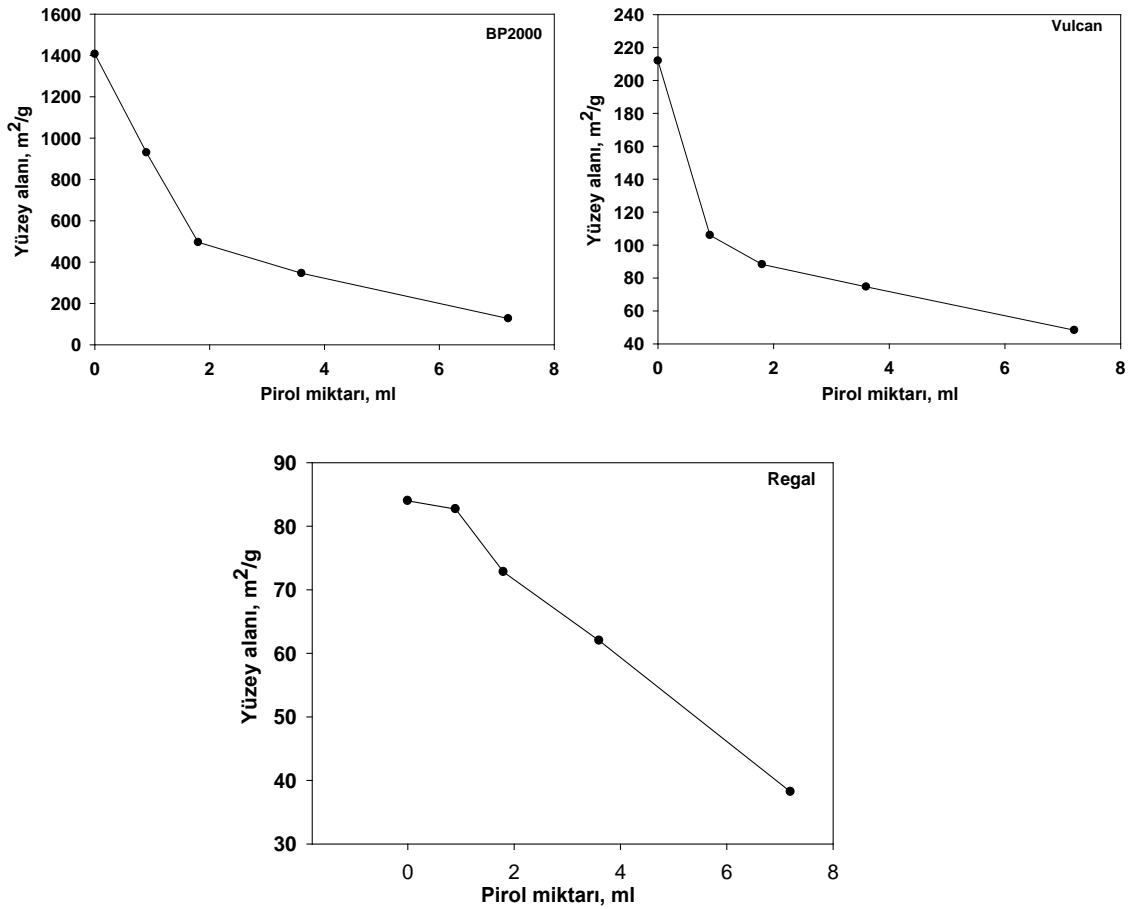 BP2000
Yüzey alanı, m²/g
1600
1400
1200
1000
800
600
400
200
0
0 2 4 6 8
Pirol miktarı, ml
Vulcan
Yüzey alanı, m²/g
240
220
200
180
160
140
120
100
80
60
40
0 2 4 6 8
Pirol miktarı, ml
Regal
Yüzey alanı, m²/g
90
80
70
60
50
40
30
0 2 4 6 8
Pirol miktarı, ml